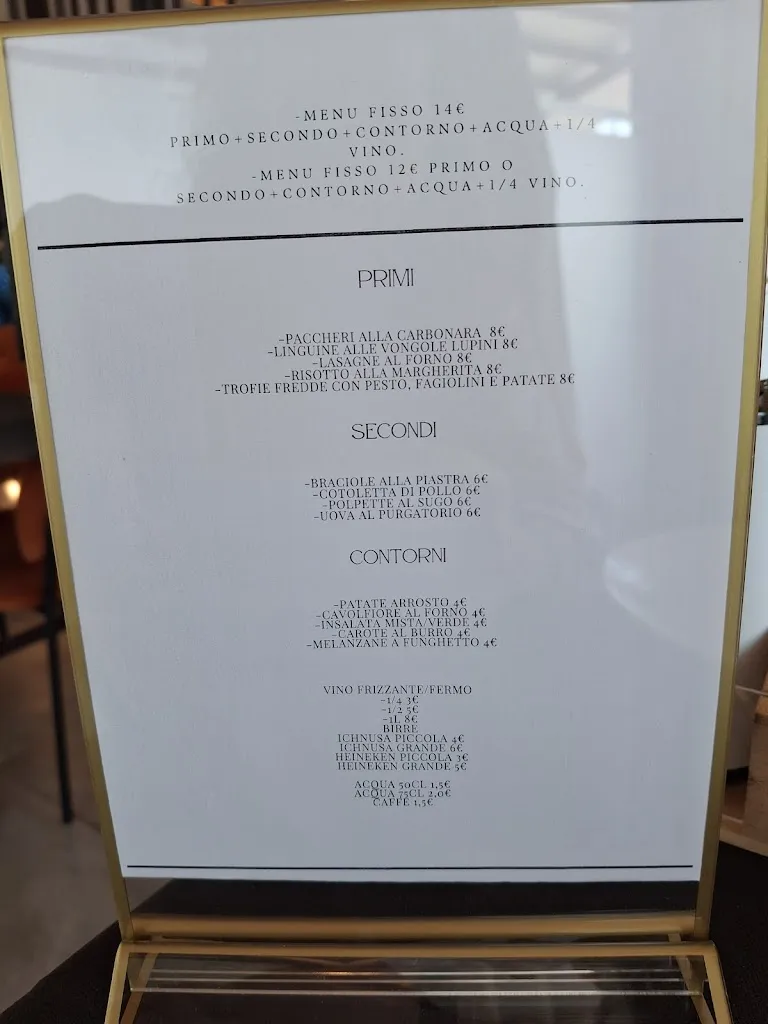 -MENU FISSO 14€
PRIMO+SECONDO+CONTORNO+ACQUA+1/4
VINO.
-MENU FISSO 12€ PRIMO O
SECONDO+CONTORNO+ACQUA+1/4 VINO.
PRIMI
-PACCHERI ALLA CARBONARA 8€
-LINGUINE ALLE VONGOLE LUPINI 8€
-LASAGNE AL FORNO 8€
-RISOTTO ALLA MARGHERITA 8€
-TROFIE FREDDE CON PESTO, FAGIOLINI E PATATE 8€
SECONDI
-BRACIOLE ALLA PIASTRA 6€
-COTOLETTA DI POLLO 6€
-POLPETTE AL SUGO 6€
-UOVA AL PURGATORIO 6€
CONTORNI
-PATATE ARROSTO 4€
-CAVOLFIORE AL FORNO 4€
-INSALATA MISTA/VERDE 4€
-CAROTE AL BURRO 4€
-MELANZANE A FUNGHETTO 4€
VINO FRIZZANTE/FERMO
-1/4 3€
-1/2 5€
-1L 8€
BIRRE
ICHNUSA PICCOLA 4€
ICHNUSA GRANDE 6€
HEINEKEN PICCOLA 3€
HEINEKEN GRANDE 5€
ACQUA 50CL 1,5€
ACQUA 75CL 2,0€
CAFFÈ 1,5€